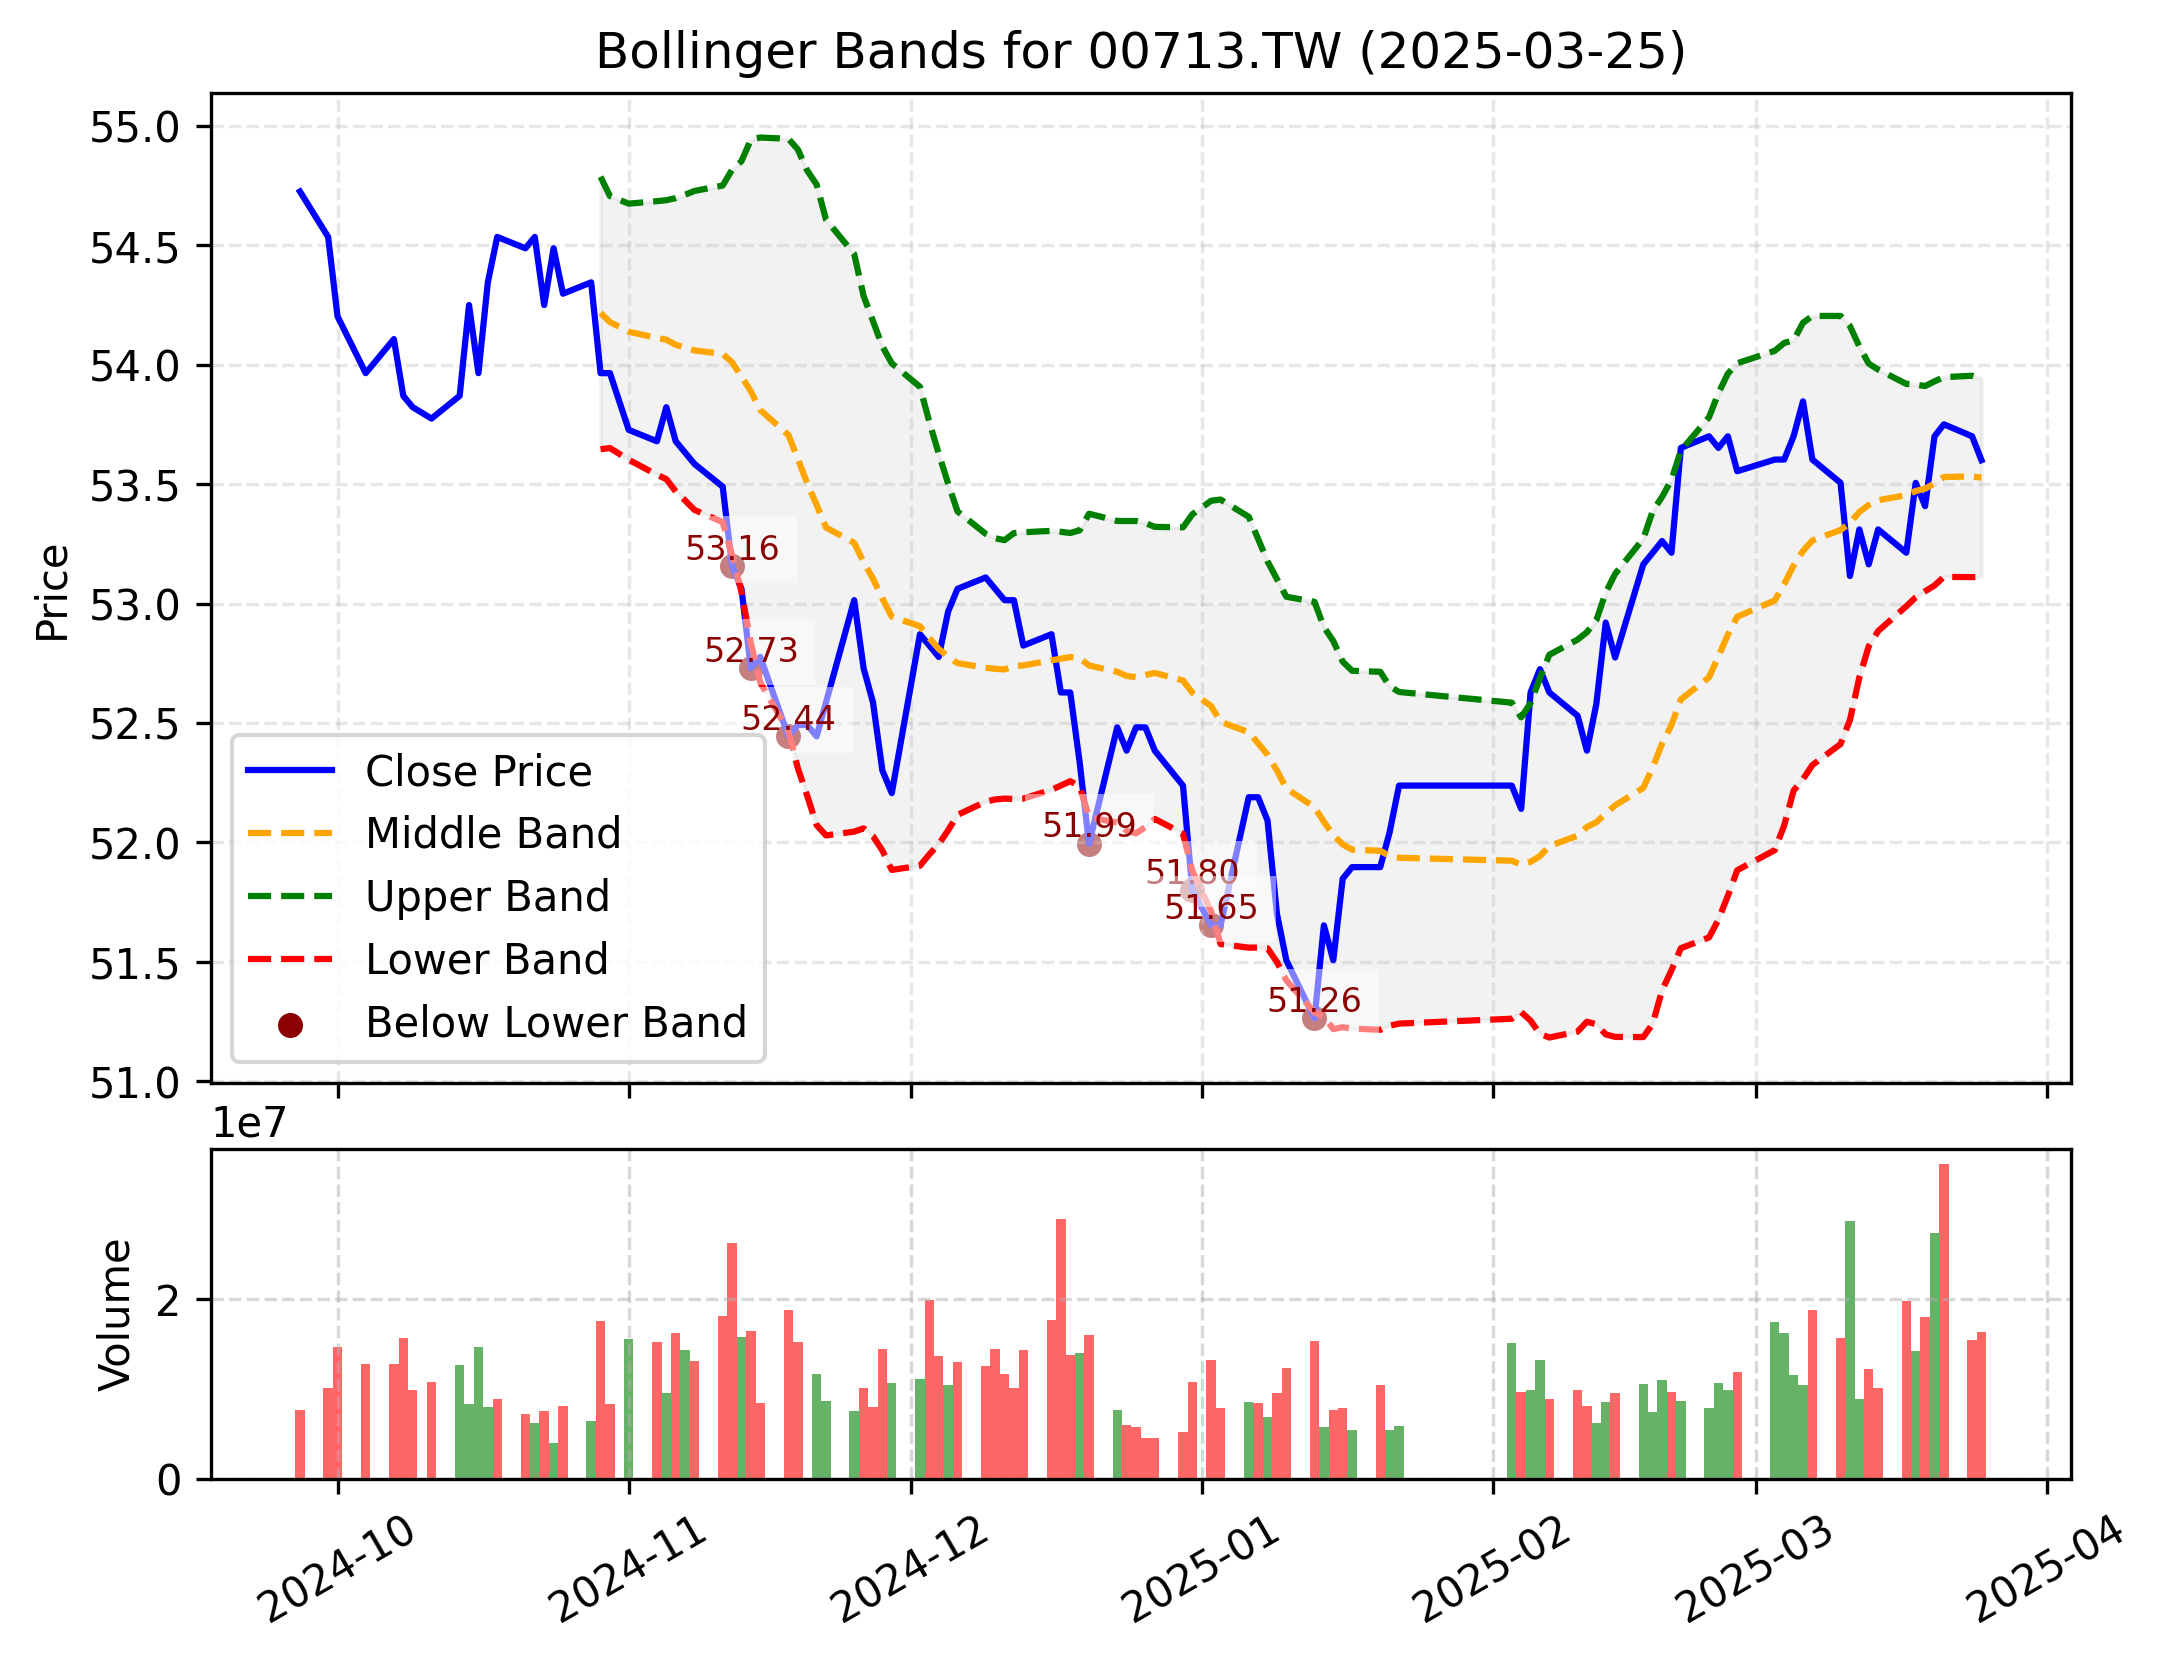 Bollinger Bands for 00713.TW (2025-03-25)
55.0
54.5
54.0
53.5
53.0
52.5
52.0
51.5
51.0
Price
53.16
52.73
52.44
51.99
51.80
51.65
51.26
Close Price
Middle Band
Upper Band
Lower Band
Below Lower Band
1e7
2
0
Volume
2024-10
2024-11
2024-12
2025-01
2025-02
2025-03
2025-04